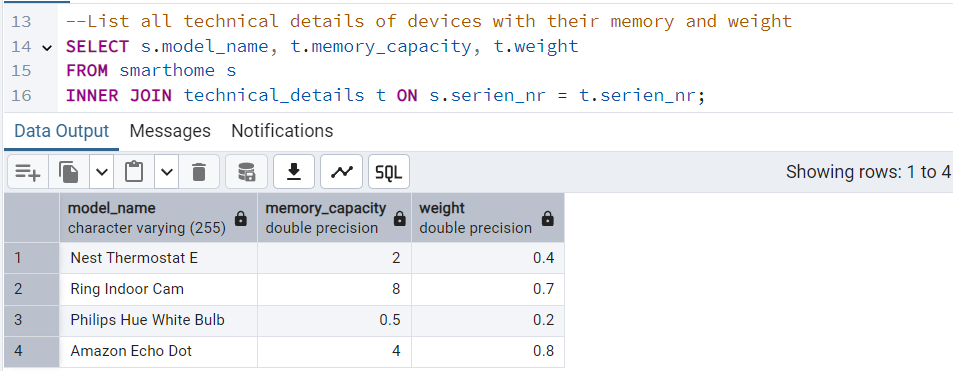 13 --List all technical details of devices with their memory and weight
14 SELECT s.model_name, t.memory_capacity, t.weight
15 FROM smarthome s
16 INNER JOIN technical_details t ON s.serien_nr = t.serien_nr;
Data Output Messages Notifications
SQL Showing rows: 1 to 4
model_name memory_capacity weight
character varying (255) double precision double precision
1 Nest Thermostat E 2 0.4
2 Ring Indoor Cam 8 0.7
3 Philips Hue White Bulb 0.5 0.2
4 Amazon Echo Dot 4 0.8